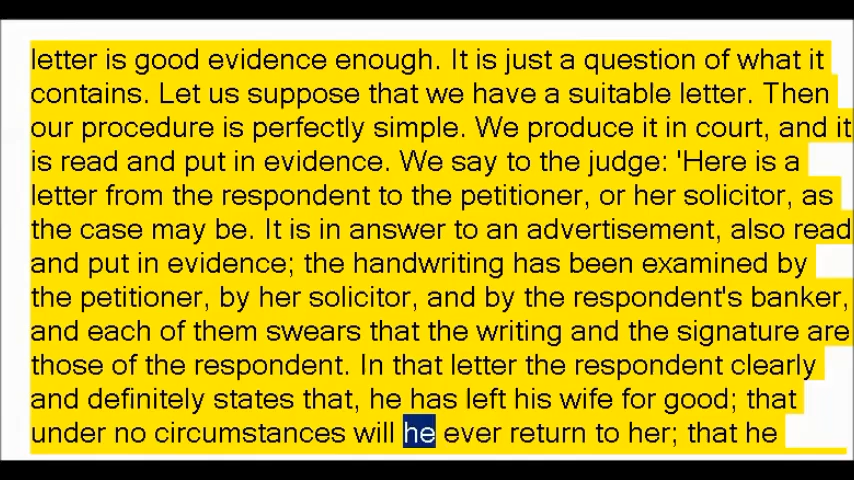 letter is good evidence enough. It is just a question of what it
contains. Let us suppose that we have a suitable letter. Then
our procedure is perfectly simple. We produce it in court, and it
is read and put in evidence. We say to the judge: 'Here is a
letter from the respondent to the petitioner, or her solicitor, as
the case may be. It is in answer to an advertisement, also read
and put in evidence; the handwriting has been examined by
the petitioner, by her solicitor, and by the respondent's banker,
and each of them swears that the writing and the signature are
those of the respondent. In that letter the respondent clearly
and definitely states that, he has left his wife for good; that
under no circumstances will he ever return to her; that he